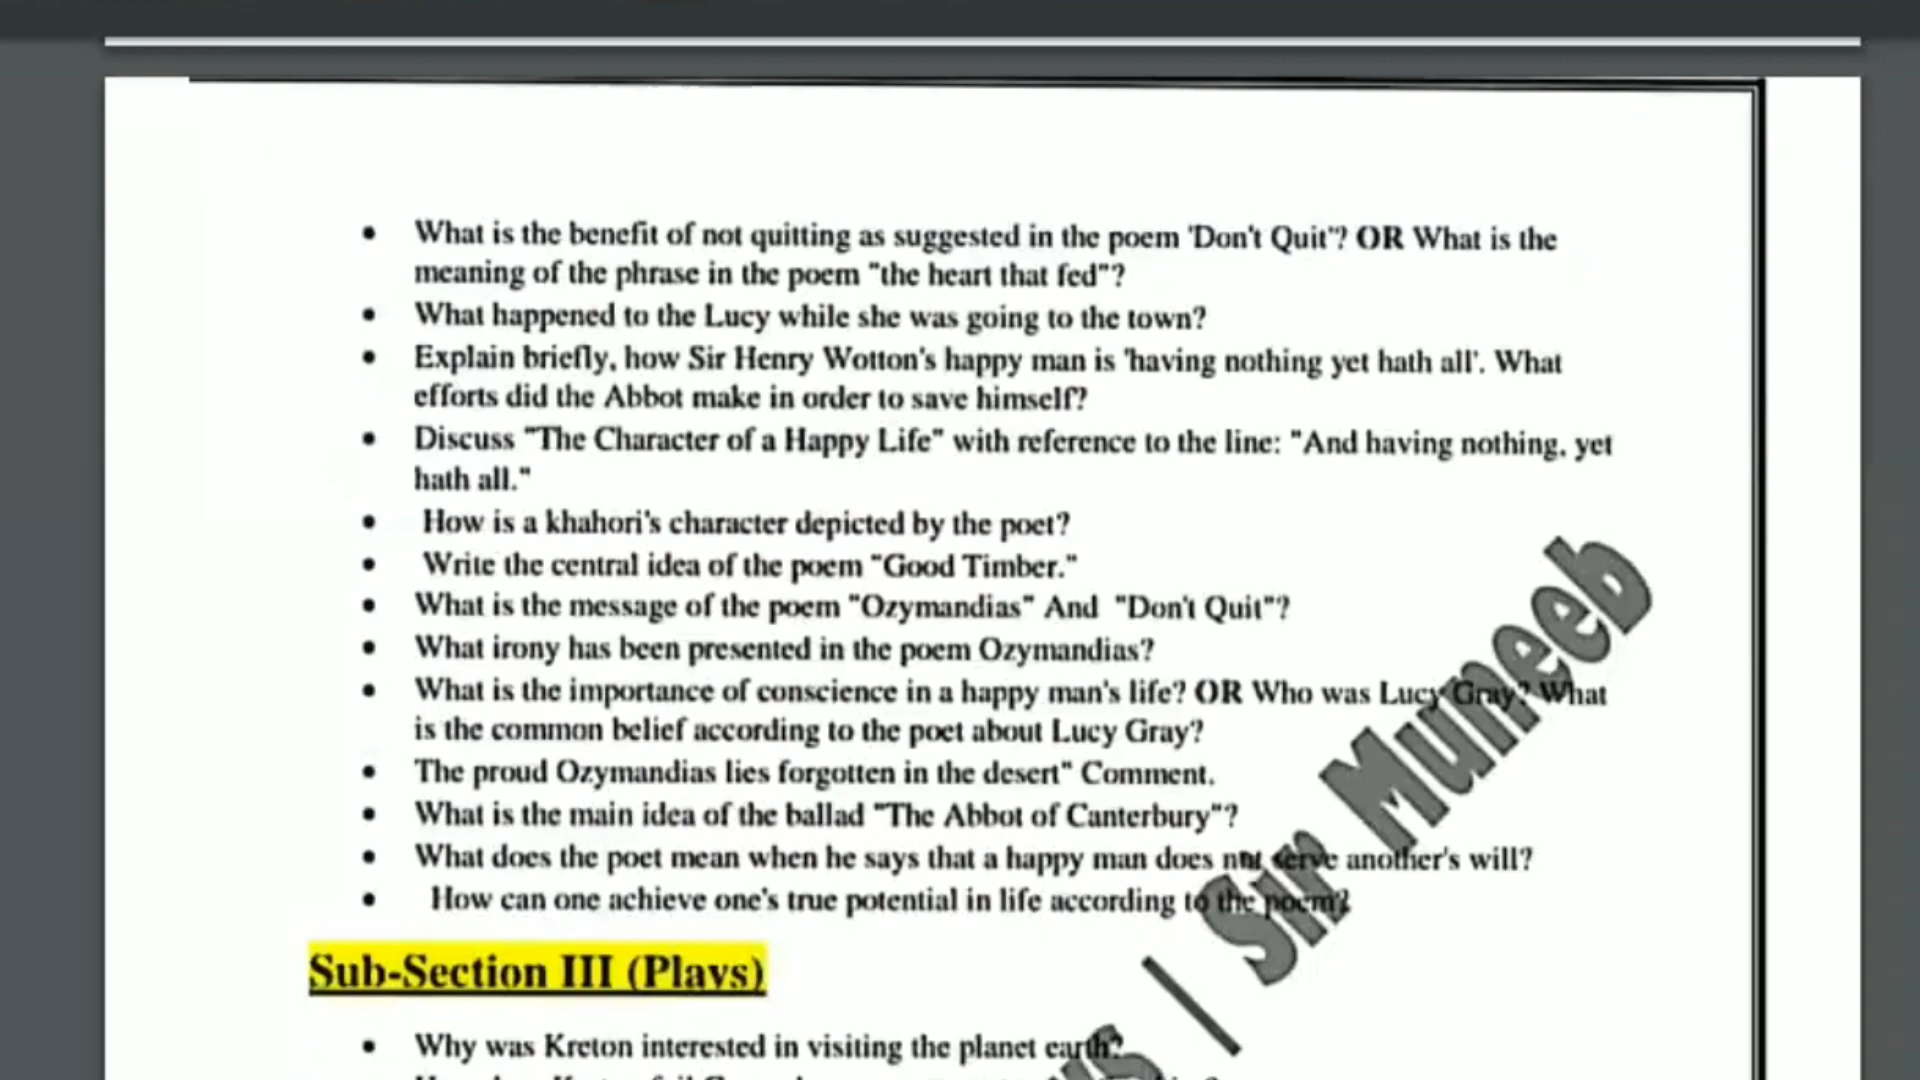 • What is the benefit of not quitting as suggested in the poem 'Don't Quit'? OR What is the
meaning of the phrase in the poem "the heart that fed"?
• What happened to the Lucy while she was going to the town?
• Explain briefly, how Sir Henry Wotton's happy man is 'having nothing yet hath all'. What
efforts did the Abbot make in order to save himself?
• Discuss "The Character of a Happy Life" with reference to the line: "And having nothing, yet
hath all."
• How is a khahori's character depicted by the poet?
• Write the central idea of the poem "Good Timber."
• What is the message of the poem "Ozymandias" And "Don't Quit"?
• What irony has been presented in the poem Ozymandias?
• What is the importance of conscience in a happy man's life? OR Who was Lucy Gray? What
is the common belief according to the poet about Lucy Gray?
• The proud Ozymandias lies forgotten in the desert" Comment.
• What is the main idea of the ballad "The Abbot of Canterbury"?
• What does the poet mean when he says that a happy man does not serve another's will?
• How can one achieve one's true potential in life according to the poem?
Sub-Section III (Plays)
• Why was Kreton interested in visiting the planet earth?
| Sir Muneeb